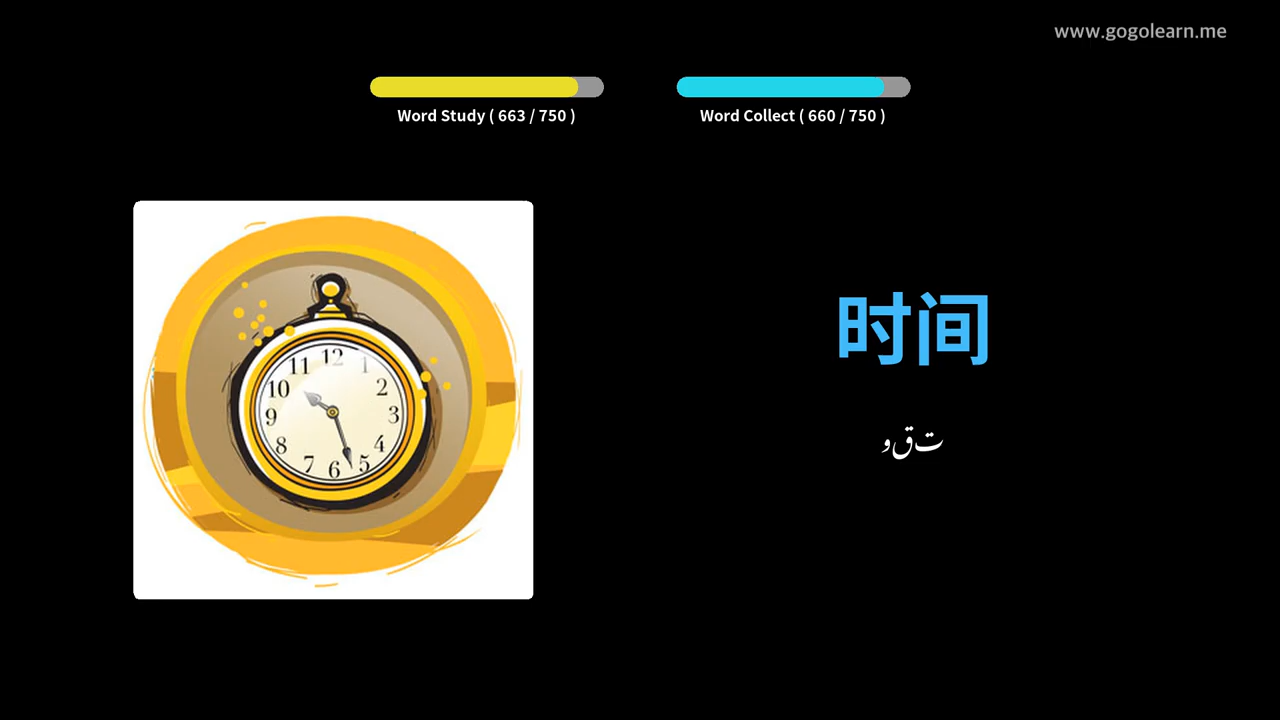 www.gogolearn.me
Word Study ( 663 / 750 )
Word Collect ( 660 / 750 )
12
1
2
3
4
5
6
7
8
9
10
11
时间
وقت